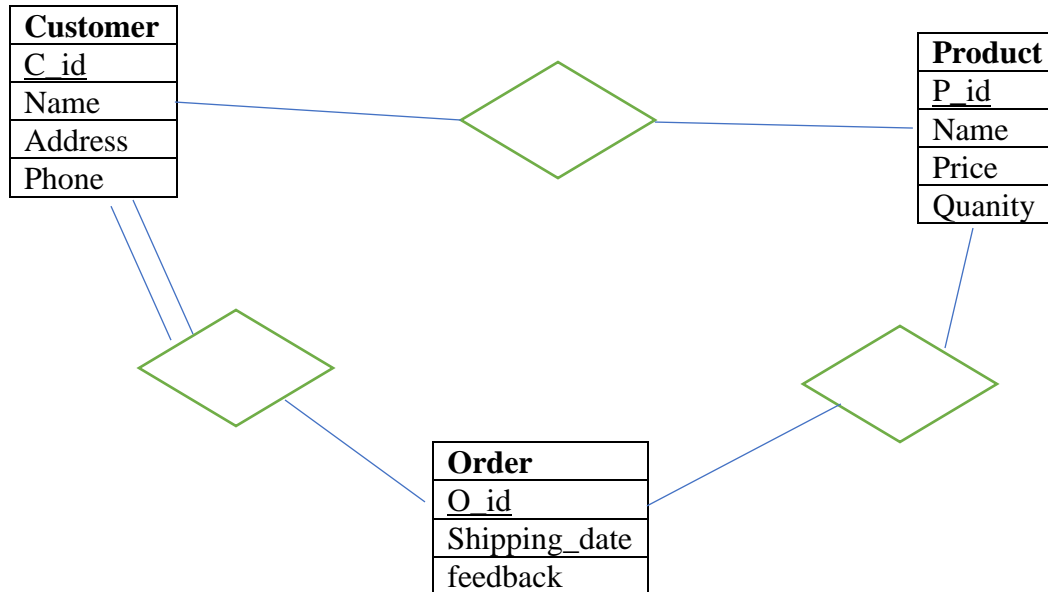 Customer
C_id
Name
Address
Phone
Product
P_id
Name
Price
Quanity
Order
O_id
Shipping_date
feedback